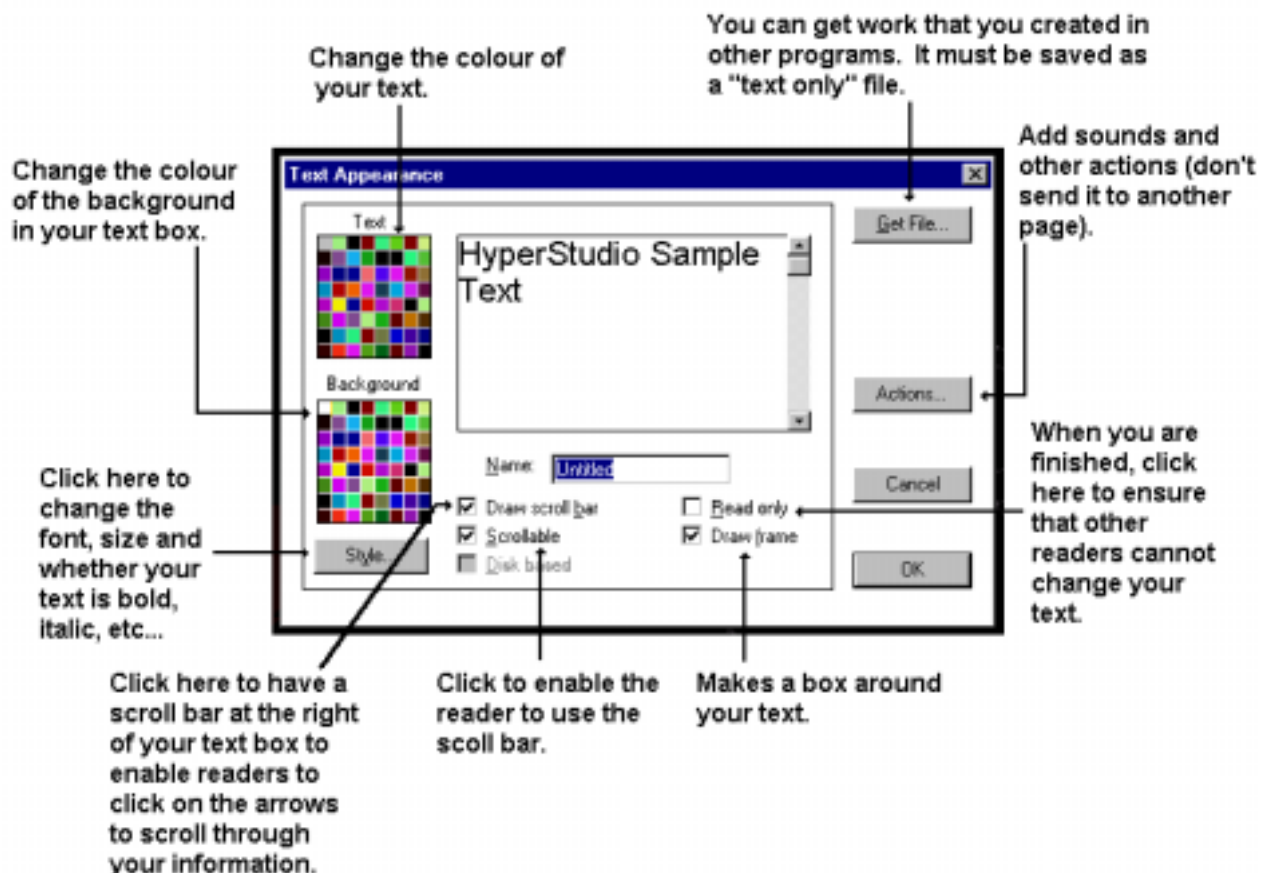 You can get work that you created in
other programs. It must be saved as
a "text only" file.
Change the colour of
your text.
Add sounds and
other actions (don't
send it to another
page).
Change the colour
of the background
in your text box.
Text Appearance
Text
HyperStudio Sample
Text
Get File...
Background
Actions...
When you are
finished, click
here to ensure
that other
readers cannot
change your
text.
Name: Untitled
Cancel
Click here to
change the
font, size and
whether your
text is bold,
italic, etc...
Draw scroll bar
Read only
Scrollable
Draw frame
Style...
Disk based
OK
Click here to have a
scroll bar at the right
of your text box to
enable readers to
click on the arrows
to scroll through
your information.
Click to enable the
reader to use the
scoll bar.
Makes a box around
your text.